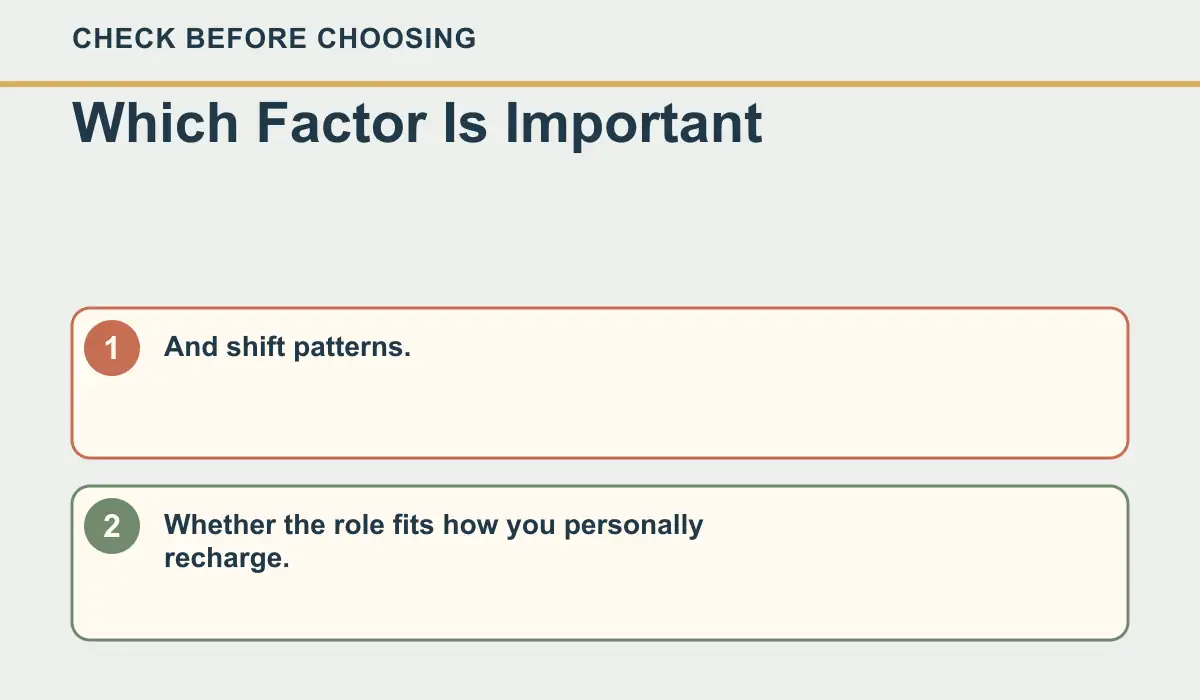 CHECK BEFORE CHOOSING
Which Factor Is Important
1
And shift patterns.
2
Whether the role fits how you personally
recharge.